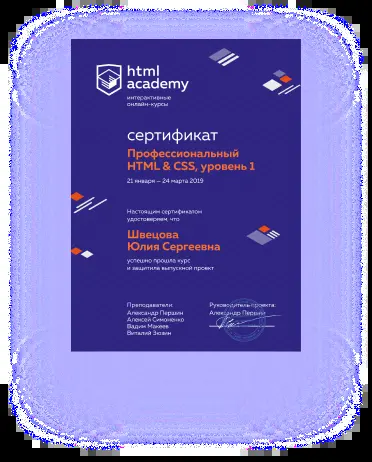 html
academy
интерактивные
онлайн-курсы
сертификат
Профессиональный
HTML & CSS, уровень 1
21 января – 24 марта 2019
Настоящим сертификатом
удостоверяем, что
Швецова
Юлия Сергеевна
успешно прошла курс
и защитила выпускной проект
Преподаватели
Александр Першин
Алексей Симоненко
Вадим Макеев
Виталий Зюзин
Руководитель проекта:
Александр Першин